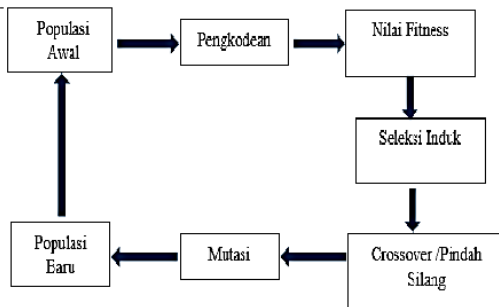 Populasi
Awal
Pengkodean
Nilai Fitness
Seleksi Induk
Crossover /Pindah
Silang
Mutasi
Populasi
Baru